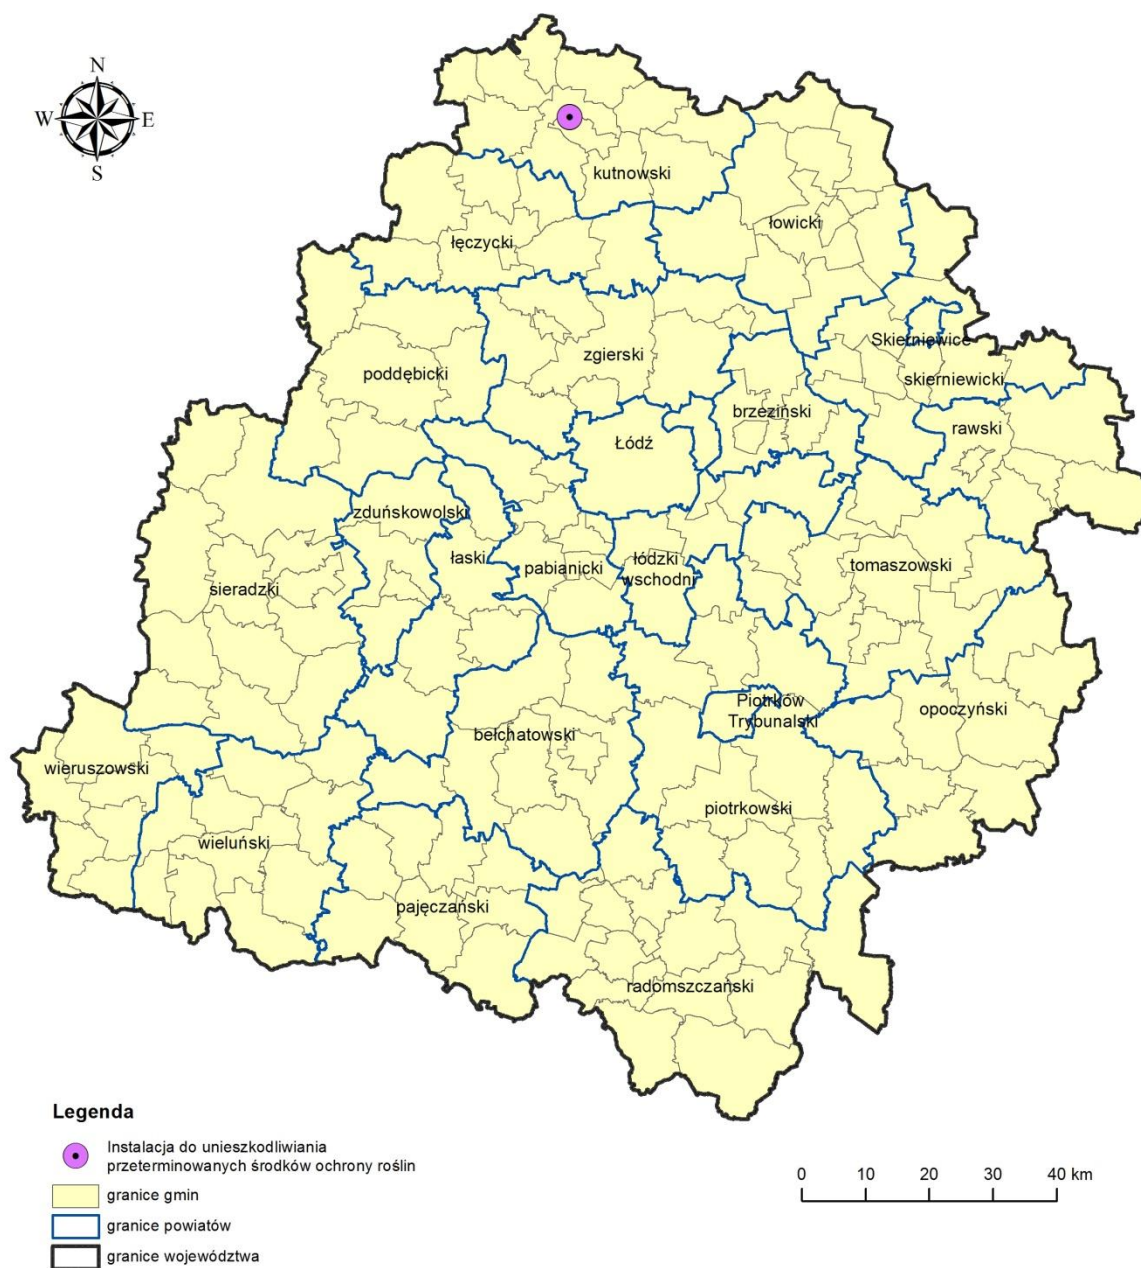 N
W E
S
kutnowski
łowicki
łęczycki
Skierniewice
zgierski
poddębicki
skierniewicki
brzeziński
rawski
Łódź
zduńskowolski
łaski
pabianicki
łódzki
wschodni
tomaszowski
sieradzki
Piotrków
Trybunalski
opoczyński
bełchatowski
wieruszowski
piotrkowski
wieluński
pajęczański
radomszczański
Legenda
Instalacja do unieszkodliwiania
przeterminowanych środków ochrony roślin
granice gmin
granice powiatów
granice województwa
0 10 20 30 40 km